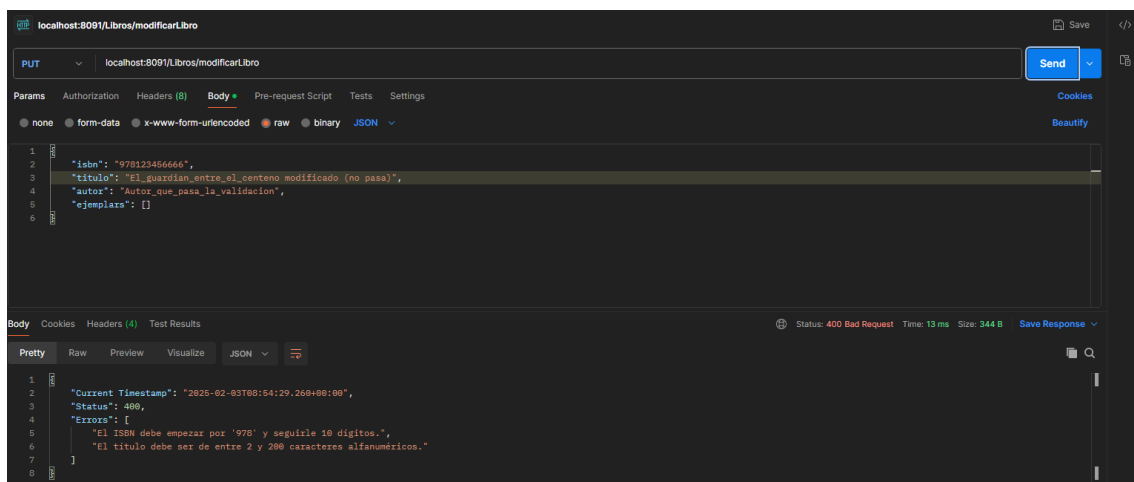 HTTP localhost:8091/Libros/modificarLibro Save </>
PUT localhost:8091/Libros/modificarLibro Send
Params Authorization Headers (8) Body Pre-request Script Tests Settings Cookies
none form-data x-www-form-urlencoded raw binary JSON Beautify
1 {
2 "isbn": "978123456666",
3 "titulo": "El_guardian_entre_el_centeno modificado (no pasa)",
4 "autor": "Autor_que_pasa_la_validacion",
5 "ejemplars": []
6 }
Body Cookies Headers (4) Test Results Status: 400 Bad Request Time: 13 ms Size: 344 B Save Response
Pretty Raw Preview Visualize JSON
1 {
2 "Current Timestamp": "2025-02-03T08:54:29.260+00:00",
3 "Status": 400,
4 "Errors": [
5 "El ISBN debe empezar por '978' y seguirle 10 dígitos.",
6 "El titulo debe ser de entre 2 y 200 caracteres alfanuméricos."
7 ]
8 }